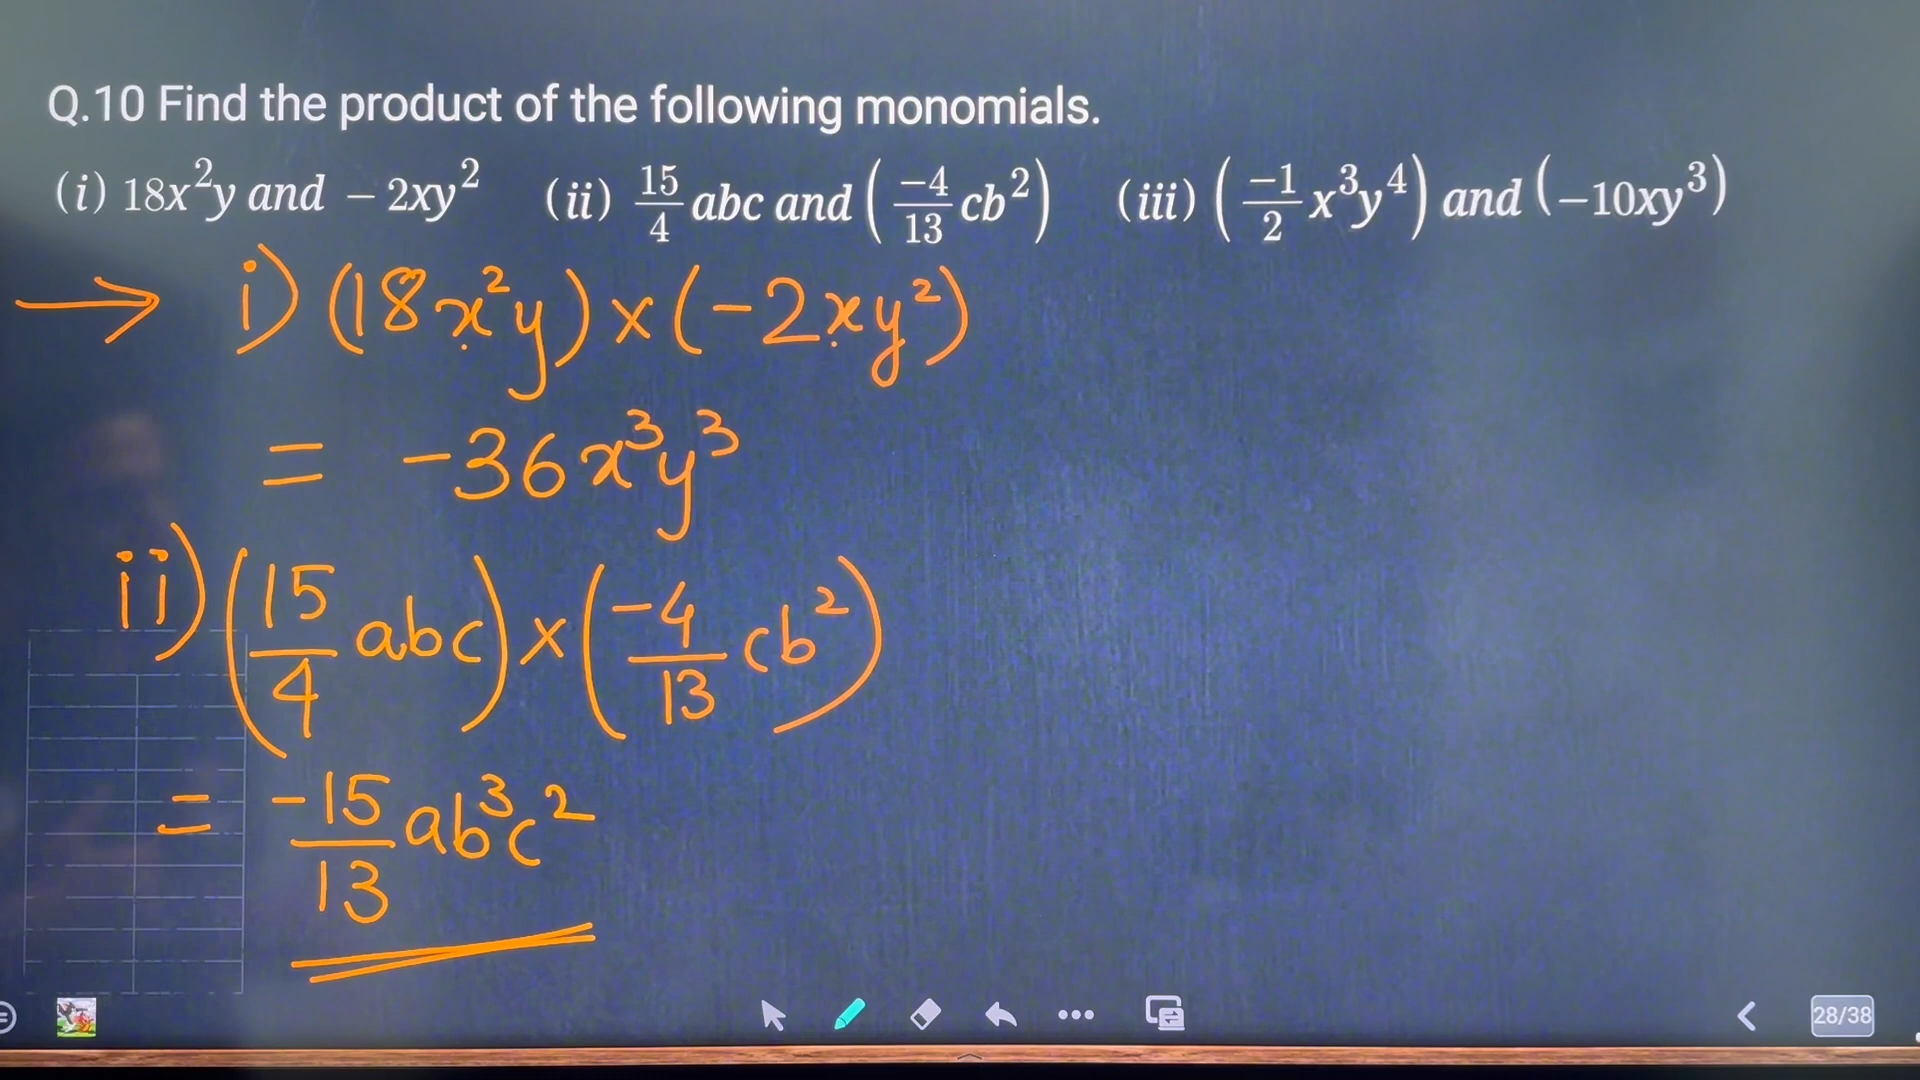 Q.10 Find the product of the following monomials.
(i) 18x²y and − 2xy² (ii) 15/4 abc and (−4/13 cb²) (iii) (−1/2 x³y⁴) and (−10xy³)
→ i) (18x²y) × (−2xy²)
= −36x³y³
ii) (15/4 abc) × (−4/13 cb²)
= −15/13 ab³c²
28/38